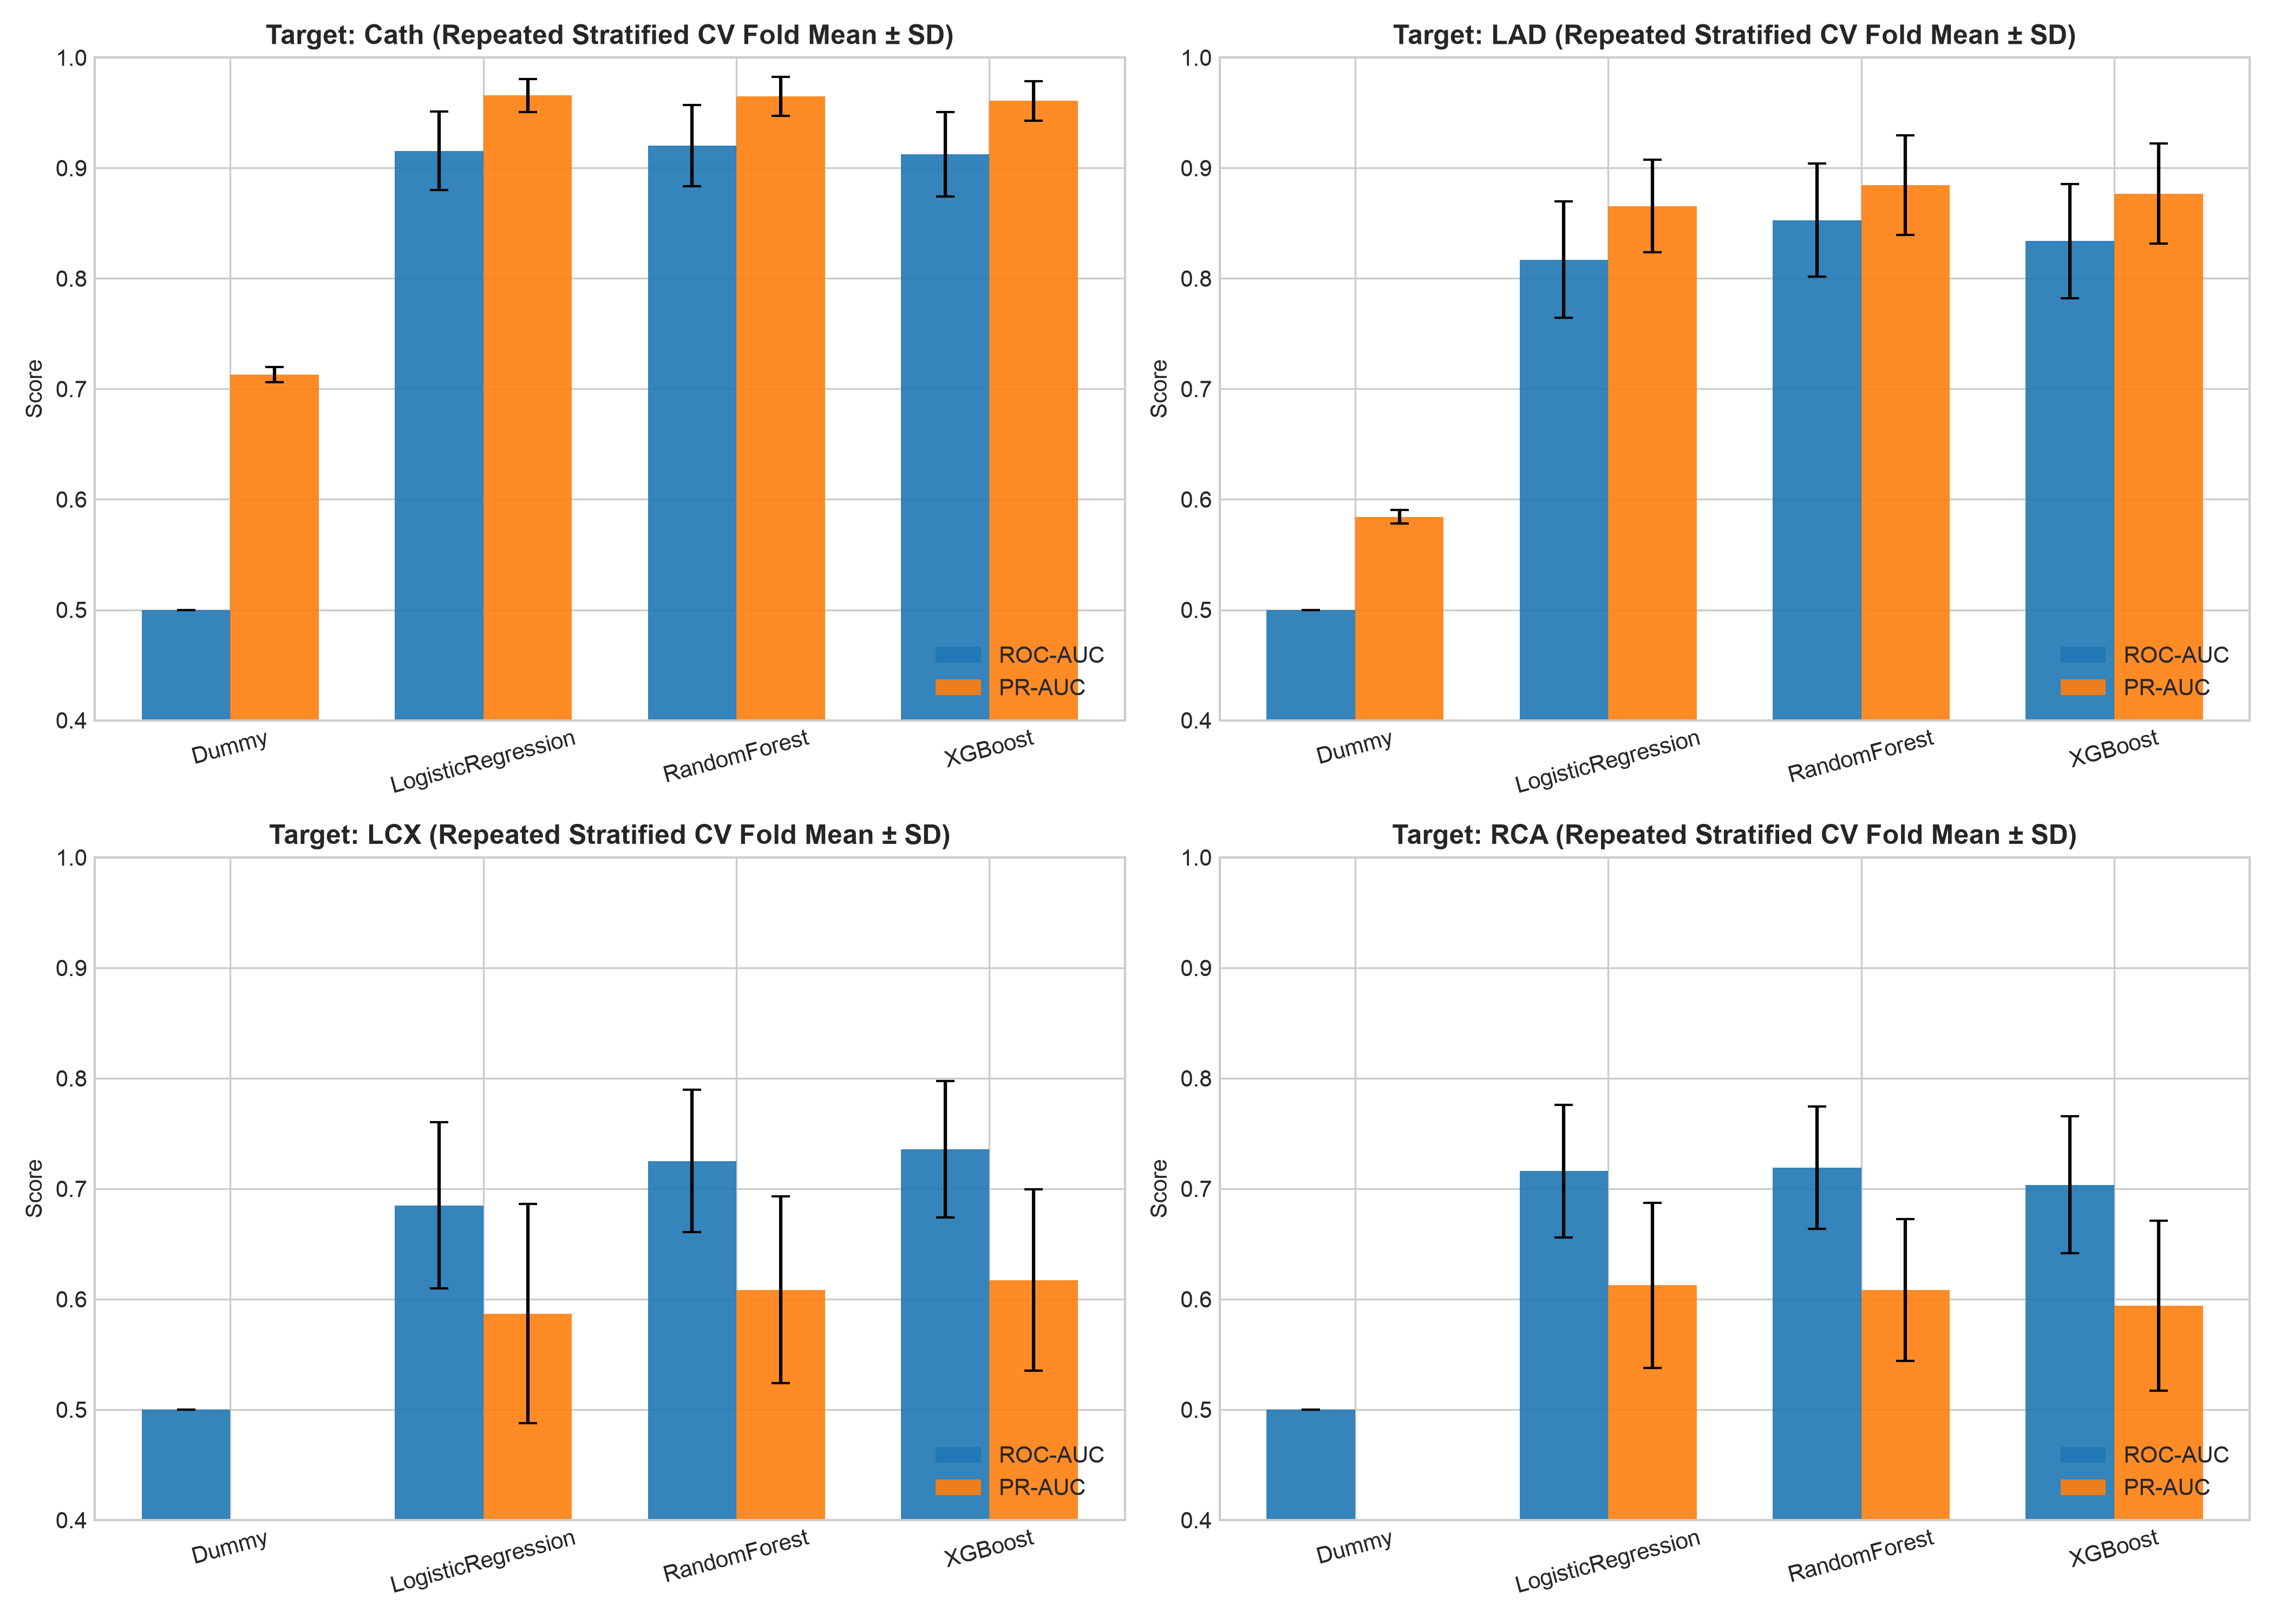 Target: Cath (Repeated Stratified CV Fold Mean ± SD)
1.0
0.9
0.8
0.7
0.6
0.5
0.4
Score
ROC-AUC
PR-AUC
Dummy
LogisticRegression
RandomForest
XGBoost
Target: LAD (Repeated Stratified CV Fold Mean ± SD)
1.0
0.9
0.8
0.7
0.6
0.5
0.4
Score
ROC-AUC
PR-AUC
Dummy
LogisticRegression
RandomForest
XGBoost
Target: LCX (Repeated Stratified CV Fold Mean ± SD)
1.0
0.9
0.8
0.7
0.6
0.5
0.4
Score
ROC-AUC
PR-AUC
Dummy
LogisticRegression
RandomForest
XGBoost
Target: RCA (Repeated Stratified CV Fold Mean ± SD)
1.0
0.9
0.8
0.7
0.6
0.5
0.4
Score
ROC-AUC
PR-AUC
Dummy
LogisticRegression
RandomForest
XGBoost